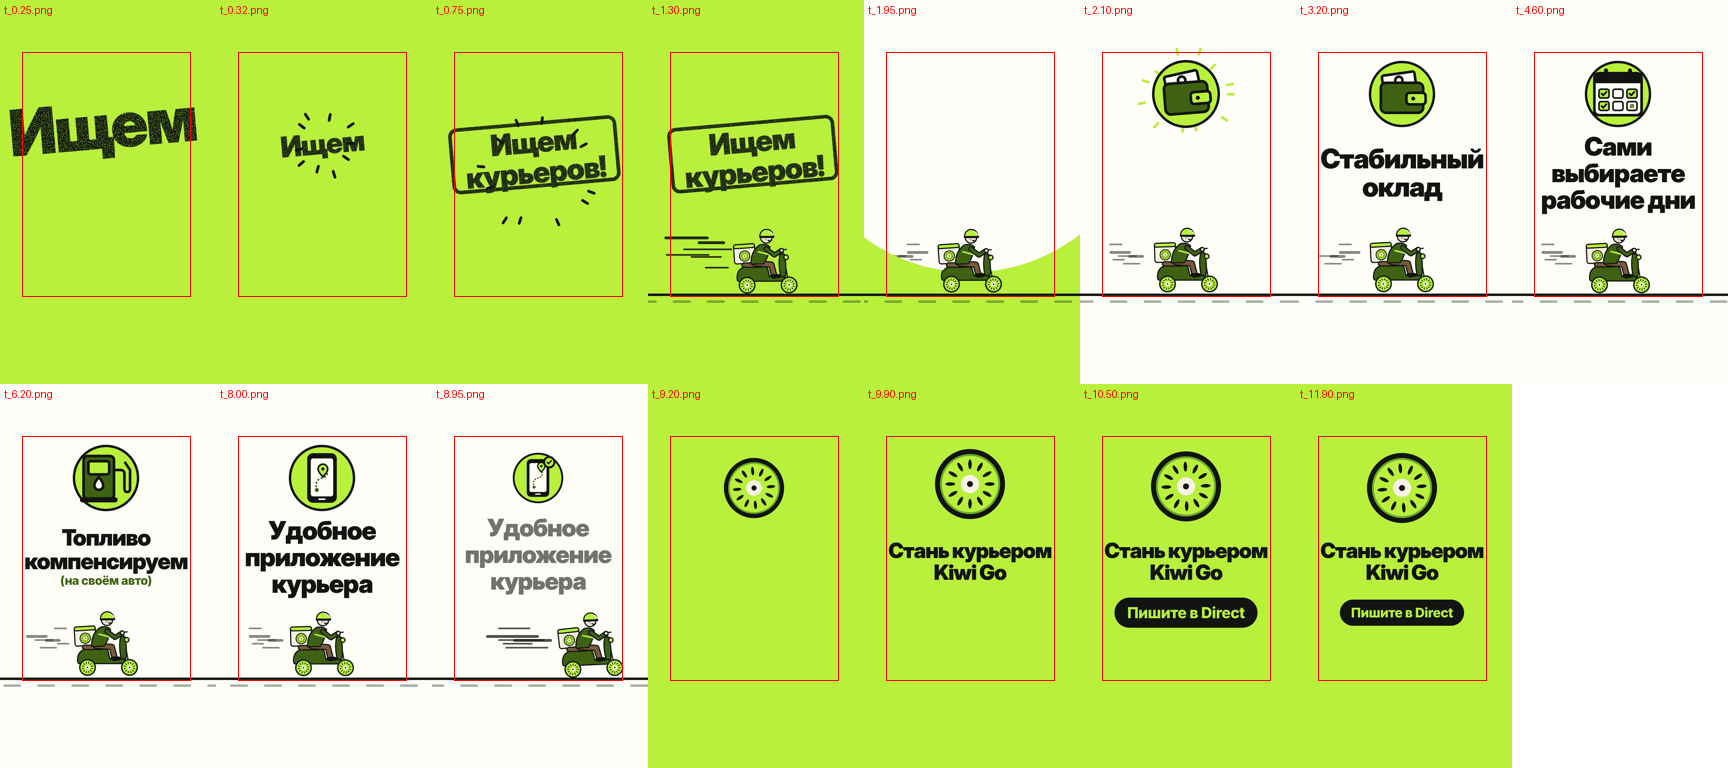 t_0.25.png
t_0.32.png
t_0.75.png
t_1.30.png
t_1.95.png
t_2.10.png
t_3.20.png
t_4.60.png
Ищем
Ищем
Ищем
курьеров!
Ищем
курьеров!
Стабильный
оклад
Сами
выбираете
рабочие дни
t_6.20.png
t_8.00.png
t_8.95.png
t_9.20.png
t_9.90.png
t_10.50.png
t_11.90.png
Топливо
компенсируем
(на своём авто)
Удобное
приложение
курьера
Удобное
приложение
курьера
Стань курьером
Kiwi Go
Стань курьером
Kiwi Go
Пишите в Direct
Стань курьером
Kiwi Go
Пишите в Direct